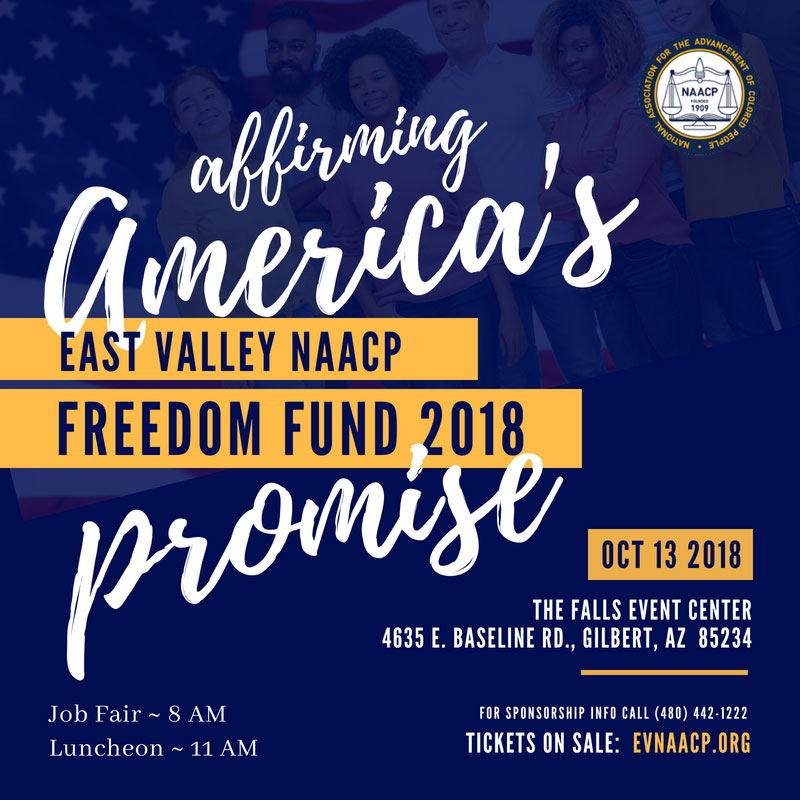 affirming
America's
EAST VALLEY NAACP
FREEDOM FUND 2018
promise
NATIONAL ASSOCIATION FOR THE ADVANCEMENT OF COLORED PEOPLE
NAACP
FOUNDED
1909
OCT 13 2018
THE FALLS EVENT CENTER
4635 E. BASELINE RD., GILBERT, AZ 85234
Job Fair ~ 8 AM
Luncheon ~ 11 AM
FOR SPONSORSHIP INFO CALL (480) 442-1222
TICKETS ON SALE: EVNAACP.ORG